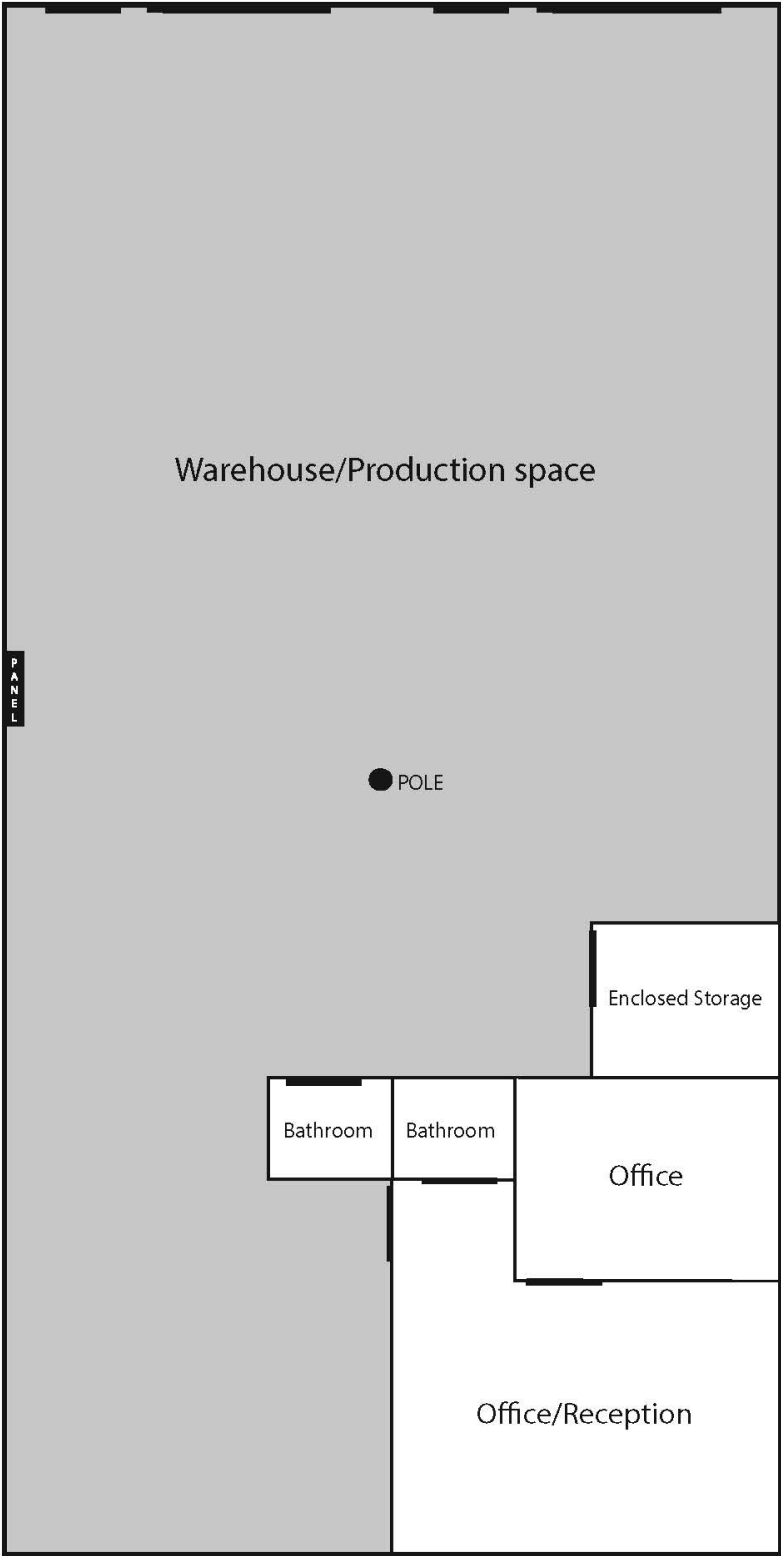 Warehouse/Production space
PANEL
POLE
Enclosed Storage
Bathroom
Bathroom
Office
Office/Reception